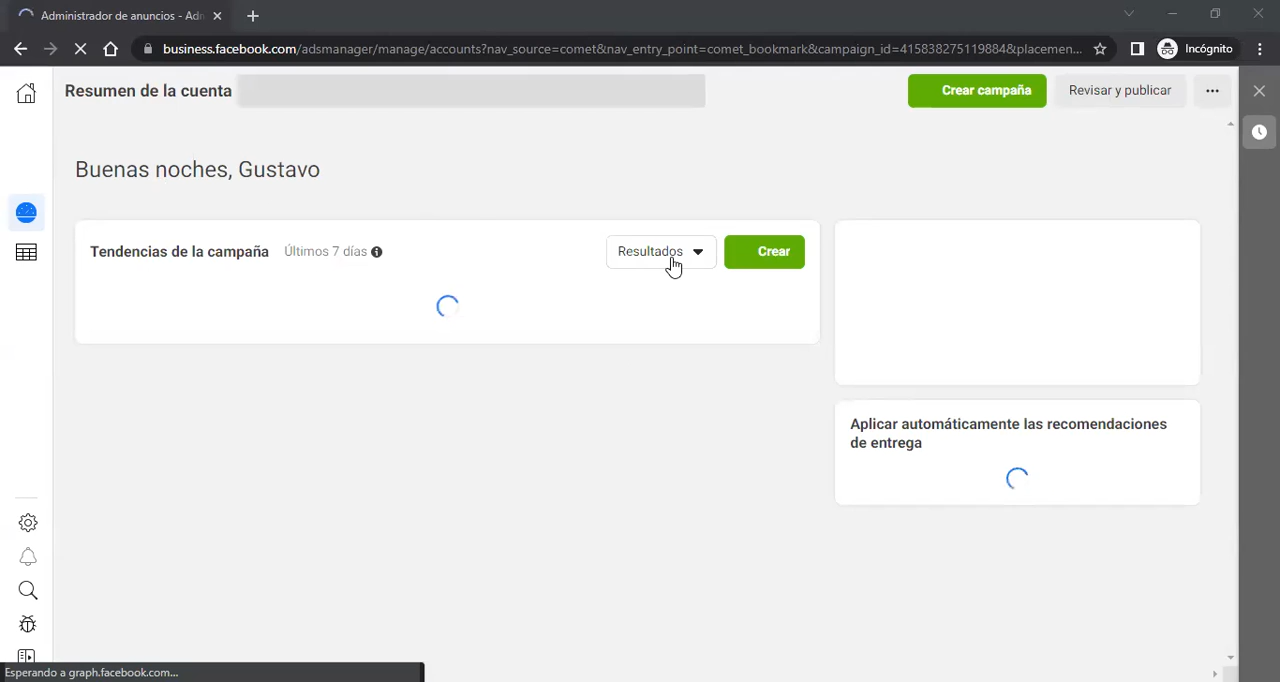 Administrador de anuncios - Adn
business.facebook.com/adsmanager/manage/accounts?nav_source=comet&nav_entry_point=comet_bookmark&campaign_id=415838275119884&placemen...
Incógnito
Resumen de la cuenta
Crear campaña
Revisar y publicar
Buenas noches, Gustavo
Tendencias de la campaña
Últimos 7 días
Resultados
Crear
Aplicar automáticamente las recomendaciones
de entrega
Esperando a graph.facebook.com...